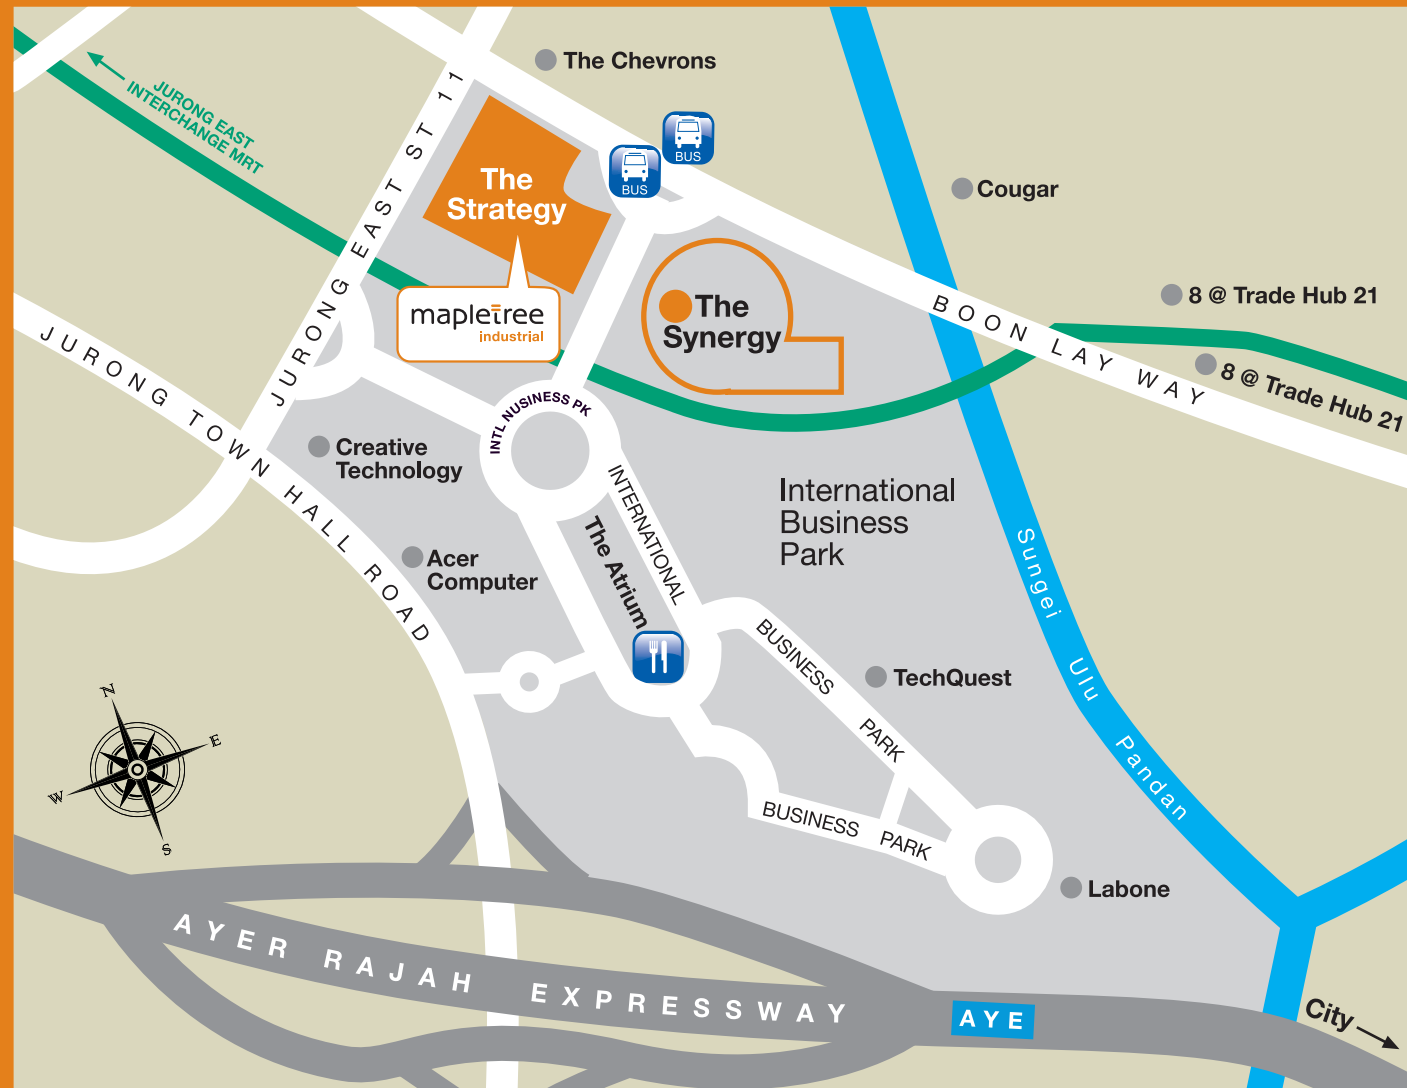 The Chevrons
JURONG EAST
INTERCHANGE MRT
JURONG EAST ST 11
BUS
BUS
The
Strategy
Cougar
mapletree
industrial
The
Synergy
8 @ Trade Hub 21
BOON LAY WAY
8 @ Trade Hub 21
JURONG TOWN HALL ROAD
INTL NUSINESS PK
Creative
Technology
INTERNATIONAL
International
Business
Park
The Atrium
Acer
Computer
Sungei Ulu Pandan
BUSINESS PARK
TechQuest
N
E
W
S
BUSINESS PARK
Labone
AYER RAJAH EXPRESSWAY
AYE
City